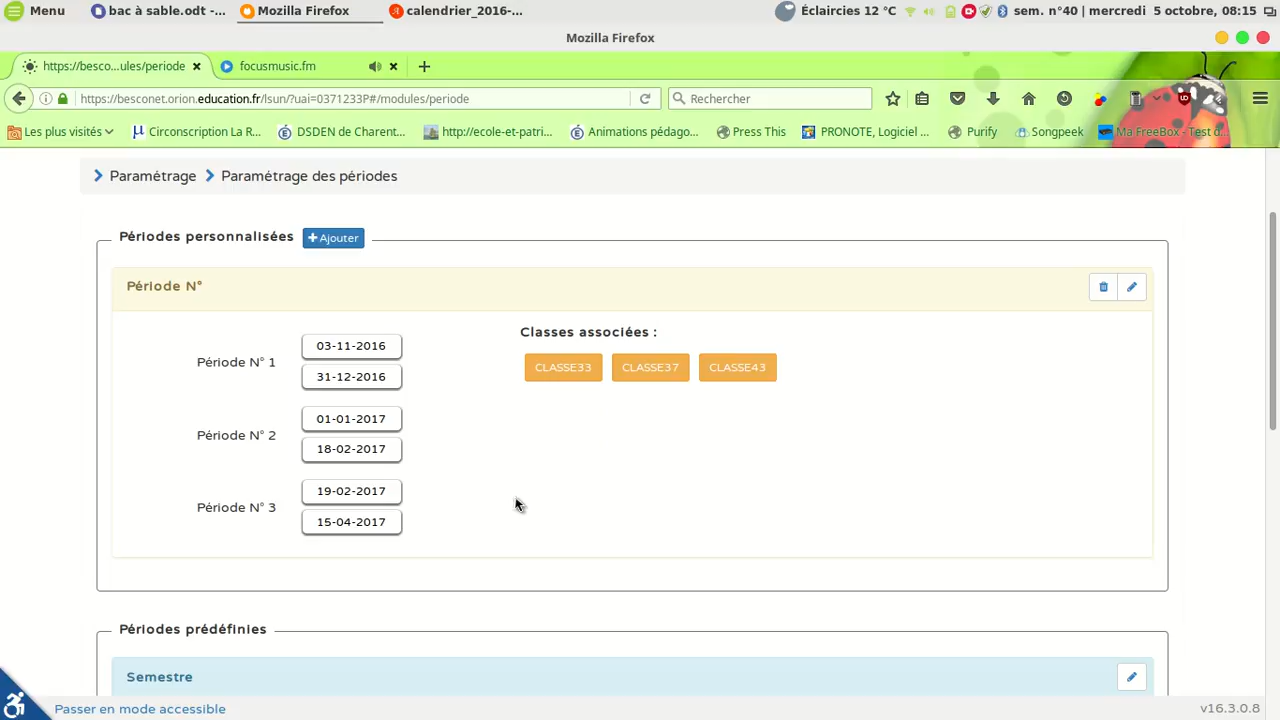 Menu
bac à sable.odt -...
Mozilla Firefox
calendrier_2016-...
Éclaircies 12 °C
sem. n°40 | mercredi 5 octobre, 08:15
Mozilla Firefox
https://besco...ules/periode
focusmusic.fm
https://besconet.orion.education.fr/lsun/?uai=0371233P#/modules/periode
Rechercher
Les plus visités
Circonscription La R...
DSDEN de Charent...
http://ecole-et-patri...
Animations pédago...
Press This
PRONOTE, Logiciel ...
Purify
Songpeek
Ma FreeBox - Test d...
Paramétrage
Paramétrage des périodes
Périodes personnalisées
Ajouter
Période N°
Classes associées :
Période N° 1
03-11-2016
31-12-2016
CLASSE33
CLASSE37
CLASSE43
Période N° 2
01-01-2017
18-02-2017
Période N° 3
19-02-2017
15-04-2017
Périodes prédéfinies
Semestre
Passer en mode accessible
v16.3.0.8